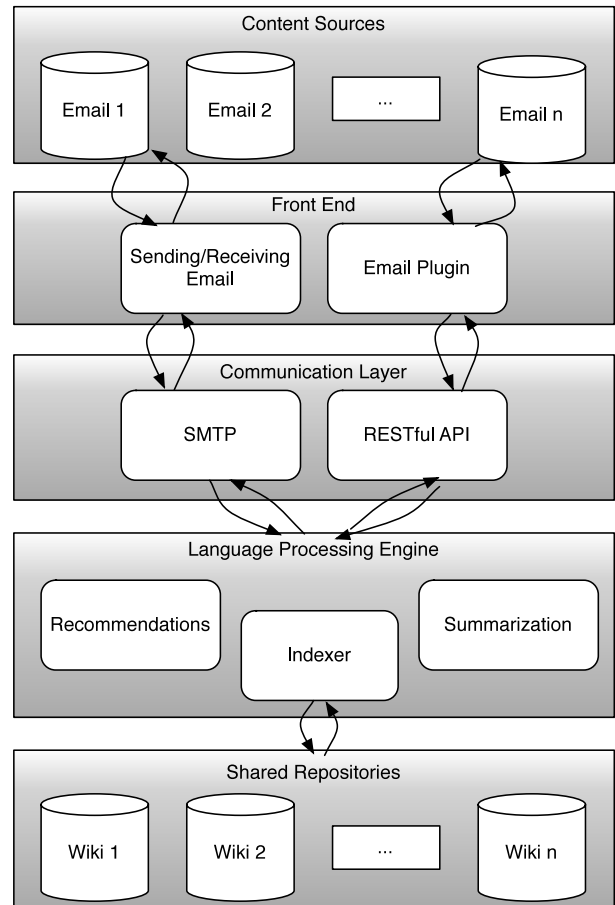 Content Sources
Email 1
Email 2
...
Email n
Front End
Sending/Receiving
Email
Email Plugin
Communication Layer
SMTP
RESTful API
Language Processing Engine
Recommendations
Indexer
Summarization
Shared Repositories
Wiki 1
Wiki 2
...
Wiki n